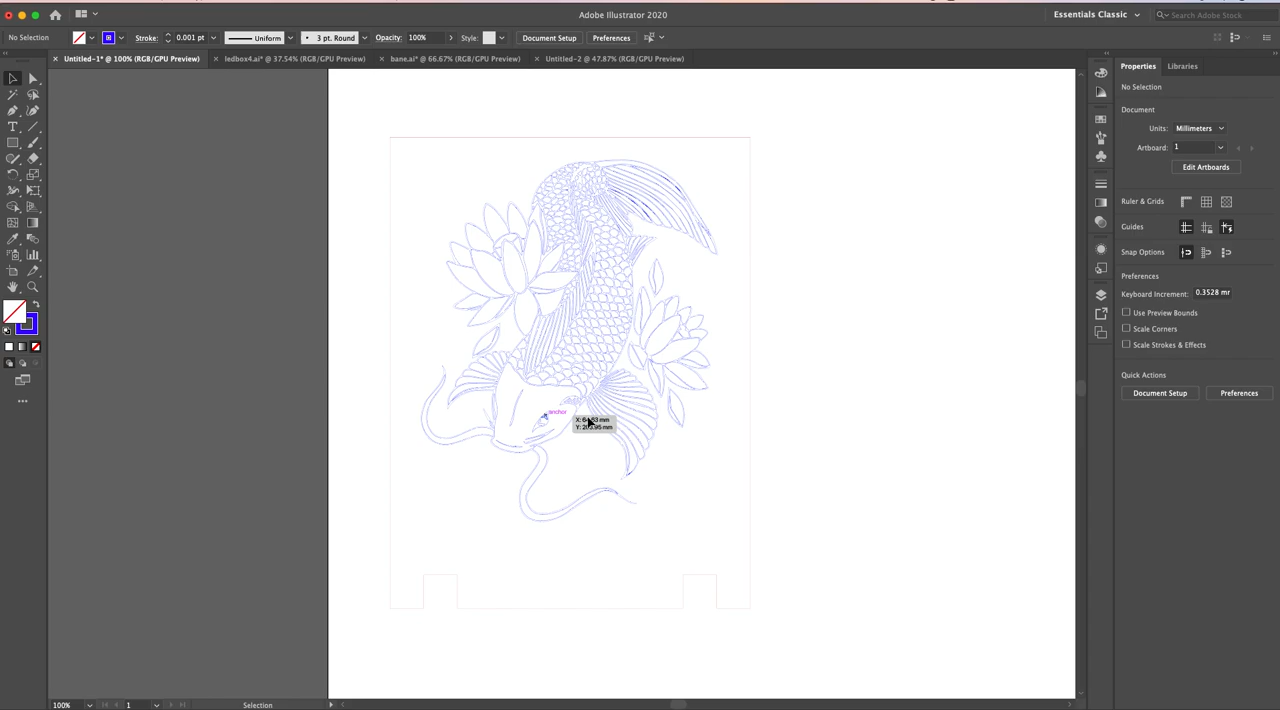 Adobe Illustrator 2020
Essentials Classic
Search Adobe Stock
No Selection
Stroke:
0.001 pt
Uniform
3 pt. Round
Opacity:
100%
Style:
Document Setup
Preferences
Untitled-1* @ 100% (RGB/GPU Preview)
ledbox4.ai* @ 37.54% (RGB/GPU Preview)
bane.ai* @ 66.67% (RGB/GPU Preview)
Untitled-2 @ 47.87% (RGB/GPU Preview)
Properties
Libraries
No Selection
Document
Units:
Millimeters
Artboard:
1
Edit Artboards
Ruler & Grids
Guides
Snap Options
Preferences
Keyboard Increment:
0.3528 mr
Use Preview Bounds
Scale Corners
Scale Strokes & Effects
Quick Actions
Document Setup
Preferences
anchor
100%
1
Selection